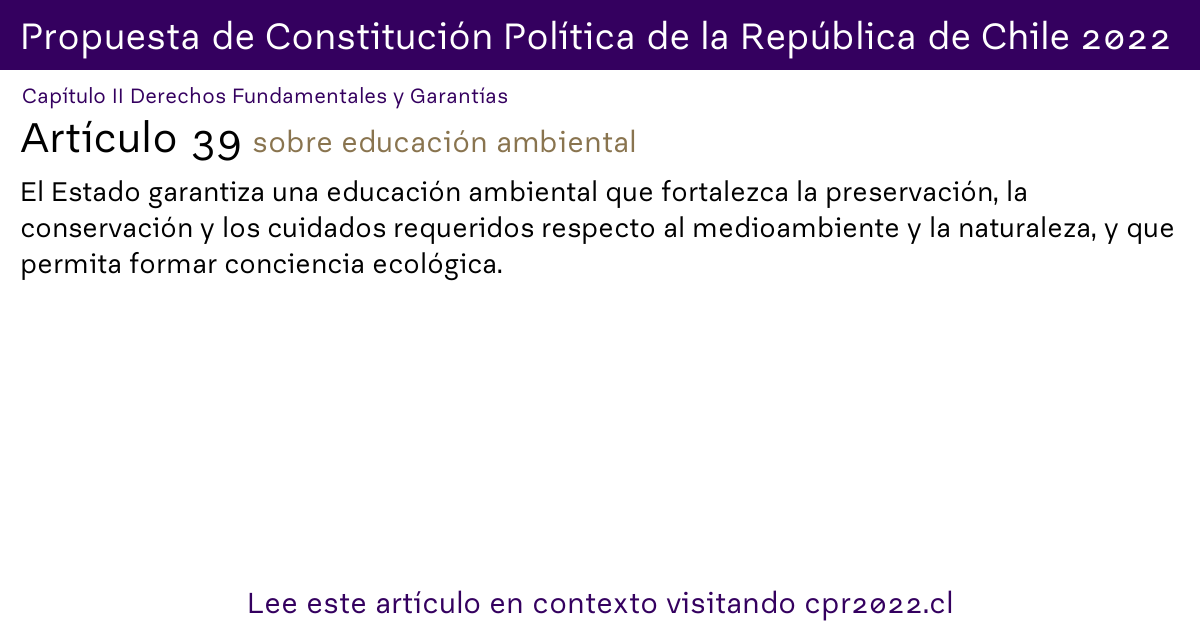 Propuesta de Constitución Política de la República de Chile 2022
Capítulo II Derechos Fundamentales y Garantías
Artículo 39 sobre educación ambiental
El Estado garantiza una educación ambiental que fortalezca la preservación, la
conservación y los cuidados requeridos respecto al medioambiente y la naturaleza, y que
permita formar conciencia ecológica.
Lee este artículo en contexto visitando cpr2022.cl